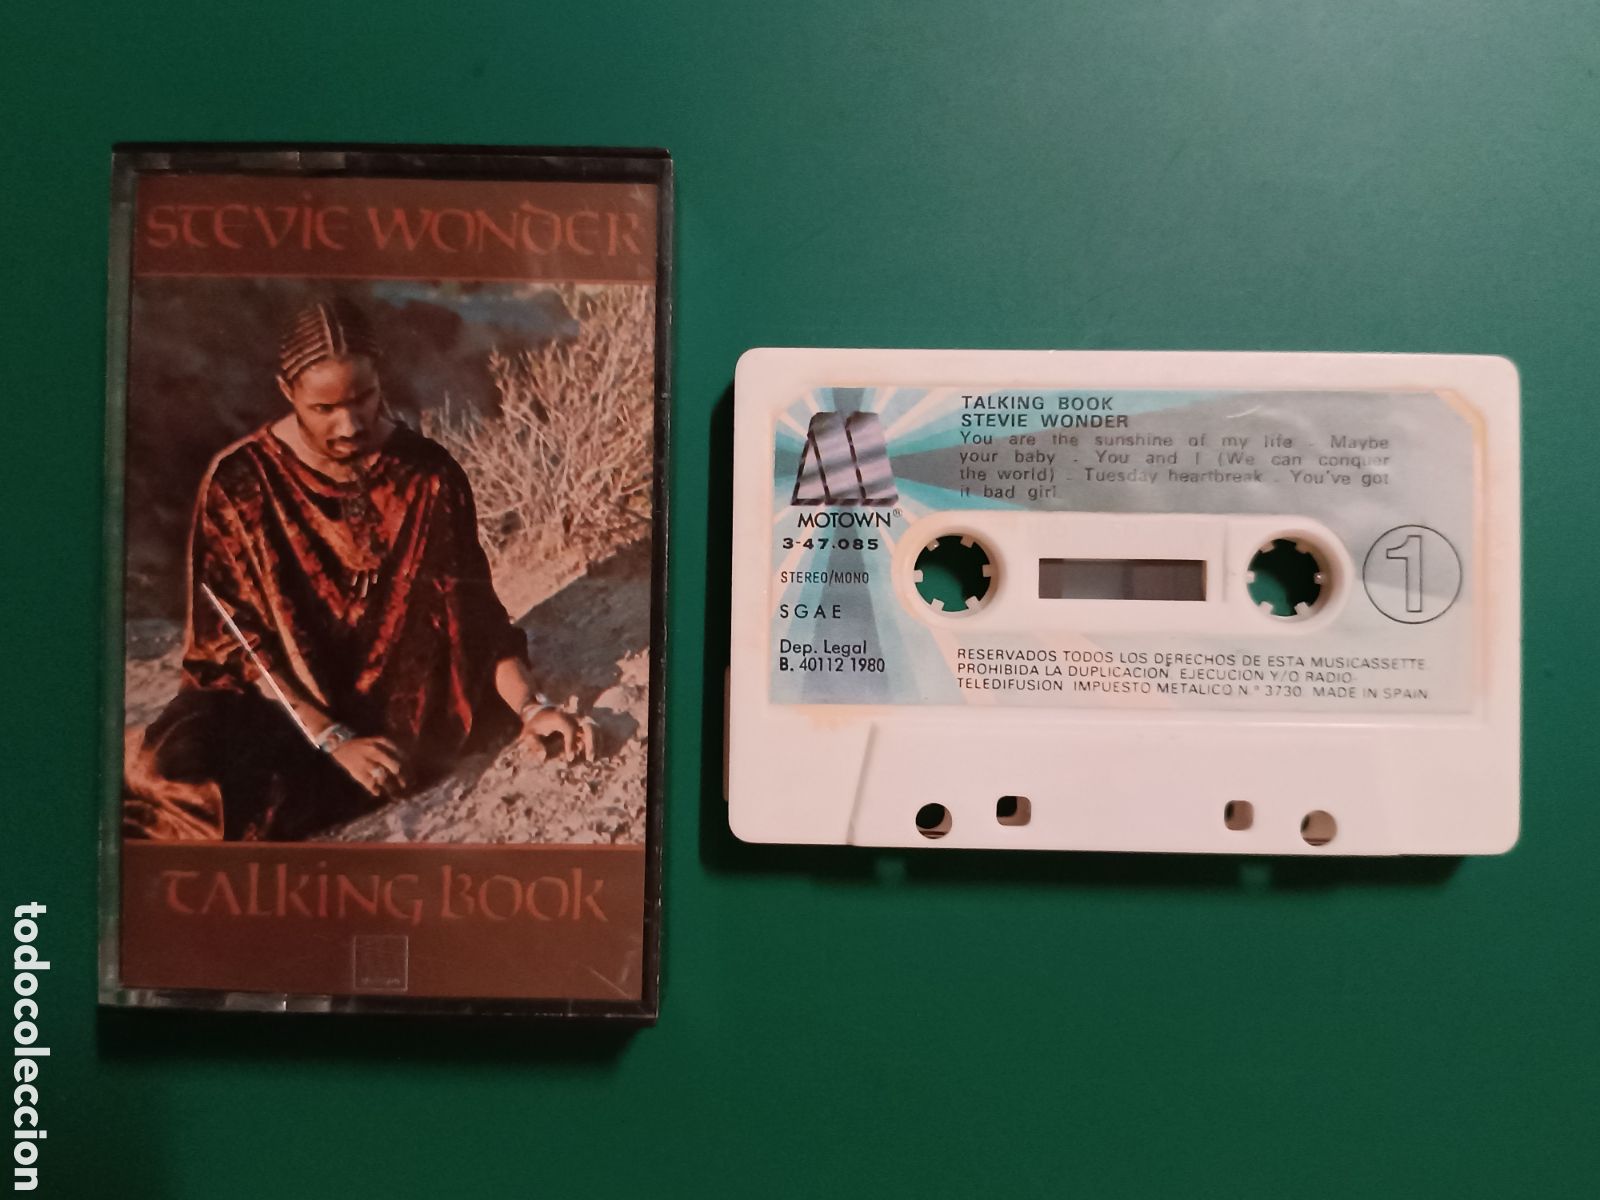 STEVIE WONDER
TALKING BOOK
TALKING BOOK
STEVIE WONDER
You are the sunshine of my life - Maybe
your baby - You and I (We can conquer
the world) - Tuesday heartbreak - You've got
it bad girl
MOTOWN®
3-47.085
STEREO/MONO
SGAE
Dep. Legal
B. 40112 1980
1
RESERVADOS TODOS LOS DERECHOS DE ESTA MUSICASSETTE.
PROHIBIDA LA DUPLICACION, EJECUCION Y/O RADIO-
TELEDIFUSION IMPUESTO METALICO N.º 3730. MADE IN SPAIN
todocoleccion